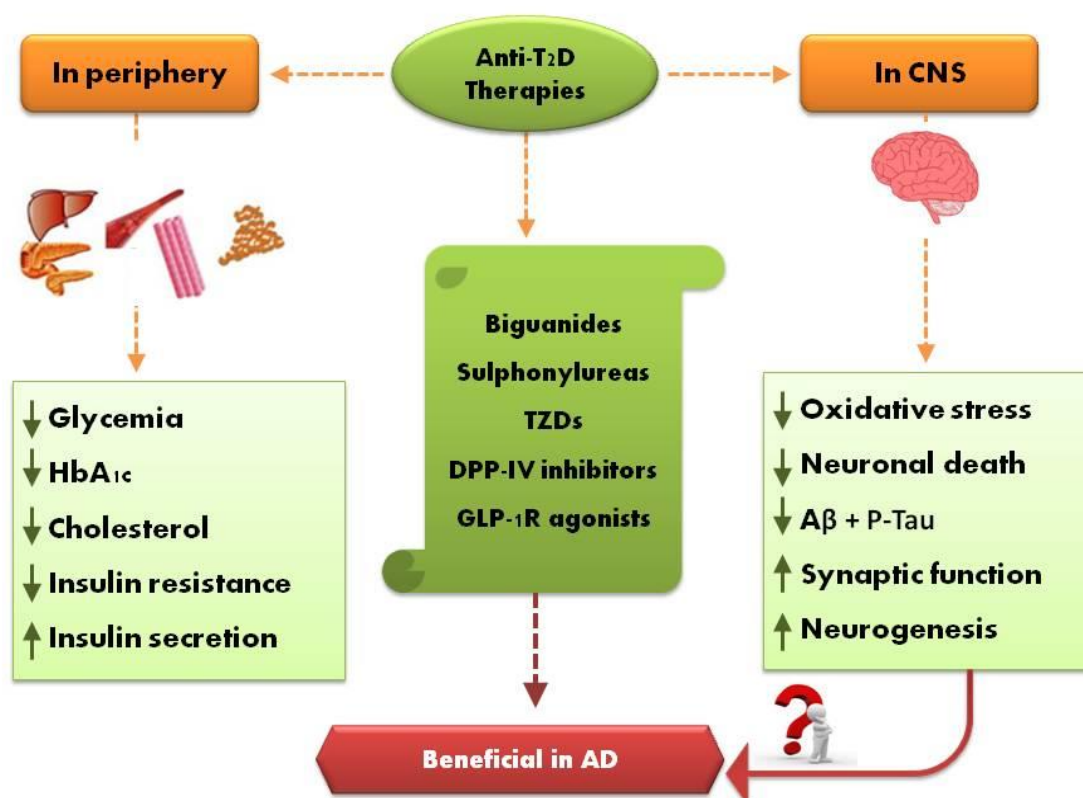 In periphery
Anti-T2D
Therapies
In CNS
Biguanides
Sulphonylureas
TZDs
DPP-IV inhibitors
GLP-1R agonists
↓ Glycemia
↓ HbA1c
↓ Cholesterol
↓ Insulin resistance
↑ Insulin secretion
↓ Oxidative stress
↓ Neuronal death
↓ Aβ + P-Tau
↑ Synaptic function
↑ Neurogenesis
?
Beneficial in AD